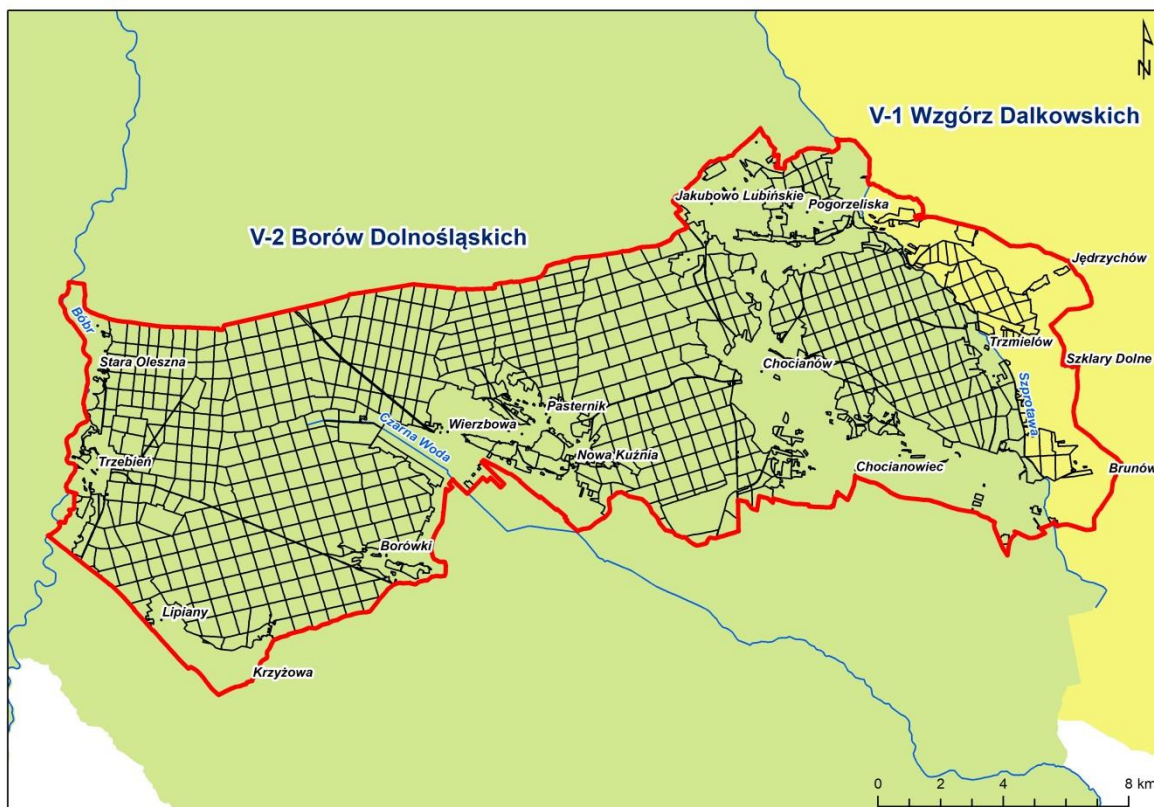 N
V-1 Wzgórz Dalkowskich
Jakubowo Lubińskie
Pogorzeliska
V-2 Borów Dolnośląskich
Jędrzychów
Bóbr
Trzmielów
Stara Oleszna
Chocianów
Szklary Dolne
Szprotawa
Pasternik
Wierzbowa
Czarna Woda
Nowa Kuźnia
Trzebień
Chocianowiec
Brunów
Borówki
Lipiany
Krzyżowa
0 2 4 8 km